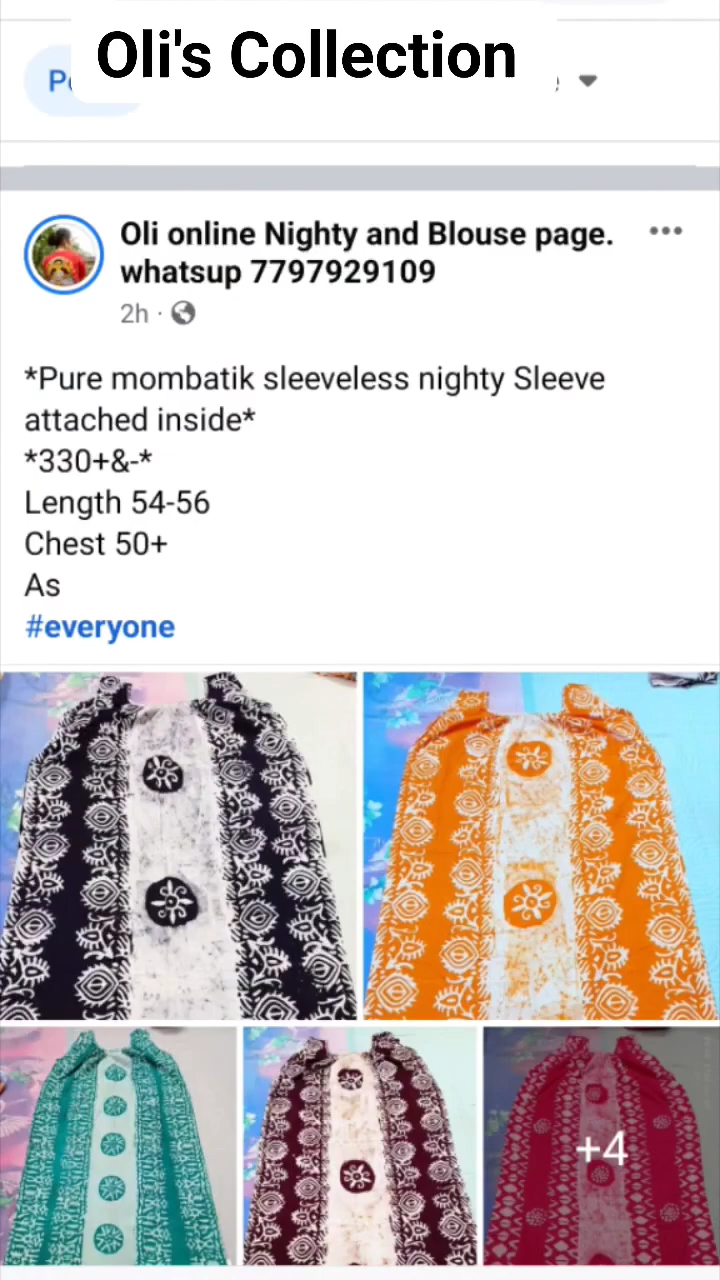 Oli's Collection
Oli online Nighty and Blouse page.
whatsup 7797929109
2h ·
*Pure mombatik sleeveless nighty Sleeve
attached inside*
*330+&-*
Length 54-56
Chest 50+
As
#everyone
+4